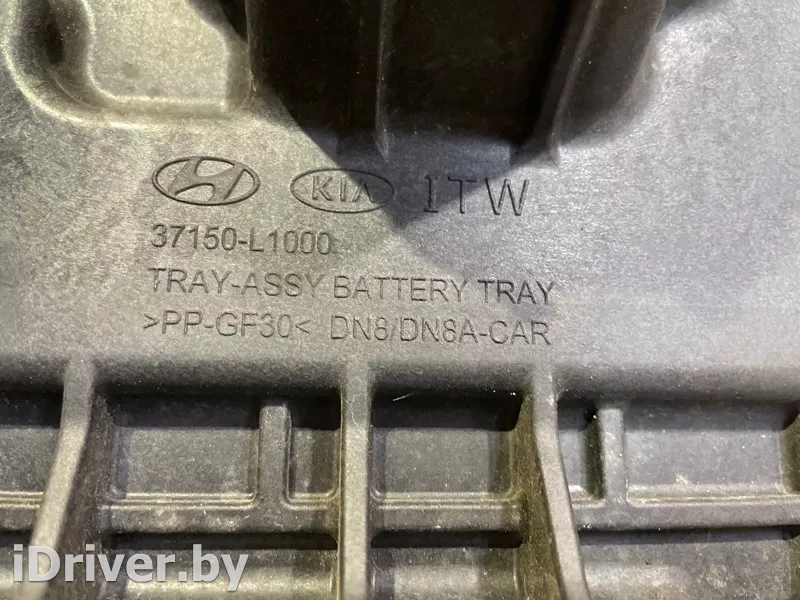 KIA ITW
37150-L1000
TRAY-ASSY BATTERY TRAY
>PP-GF30< DN8/DN8A-CAR
iDriver.by